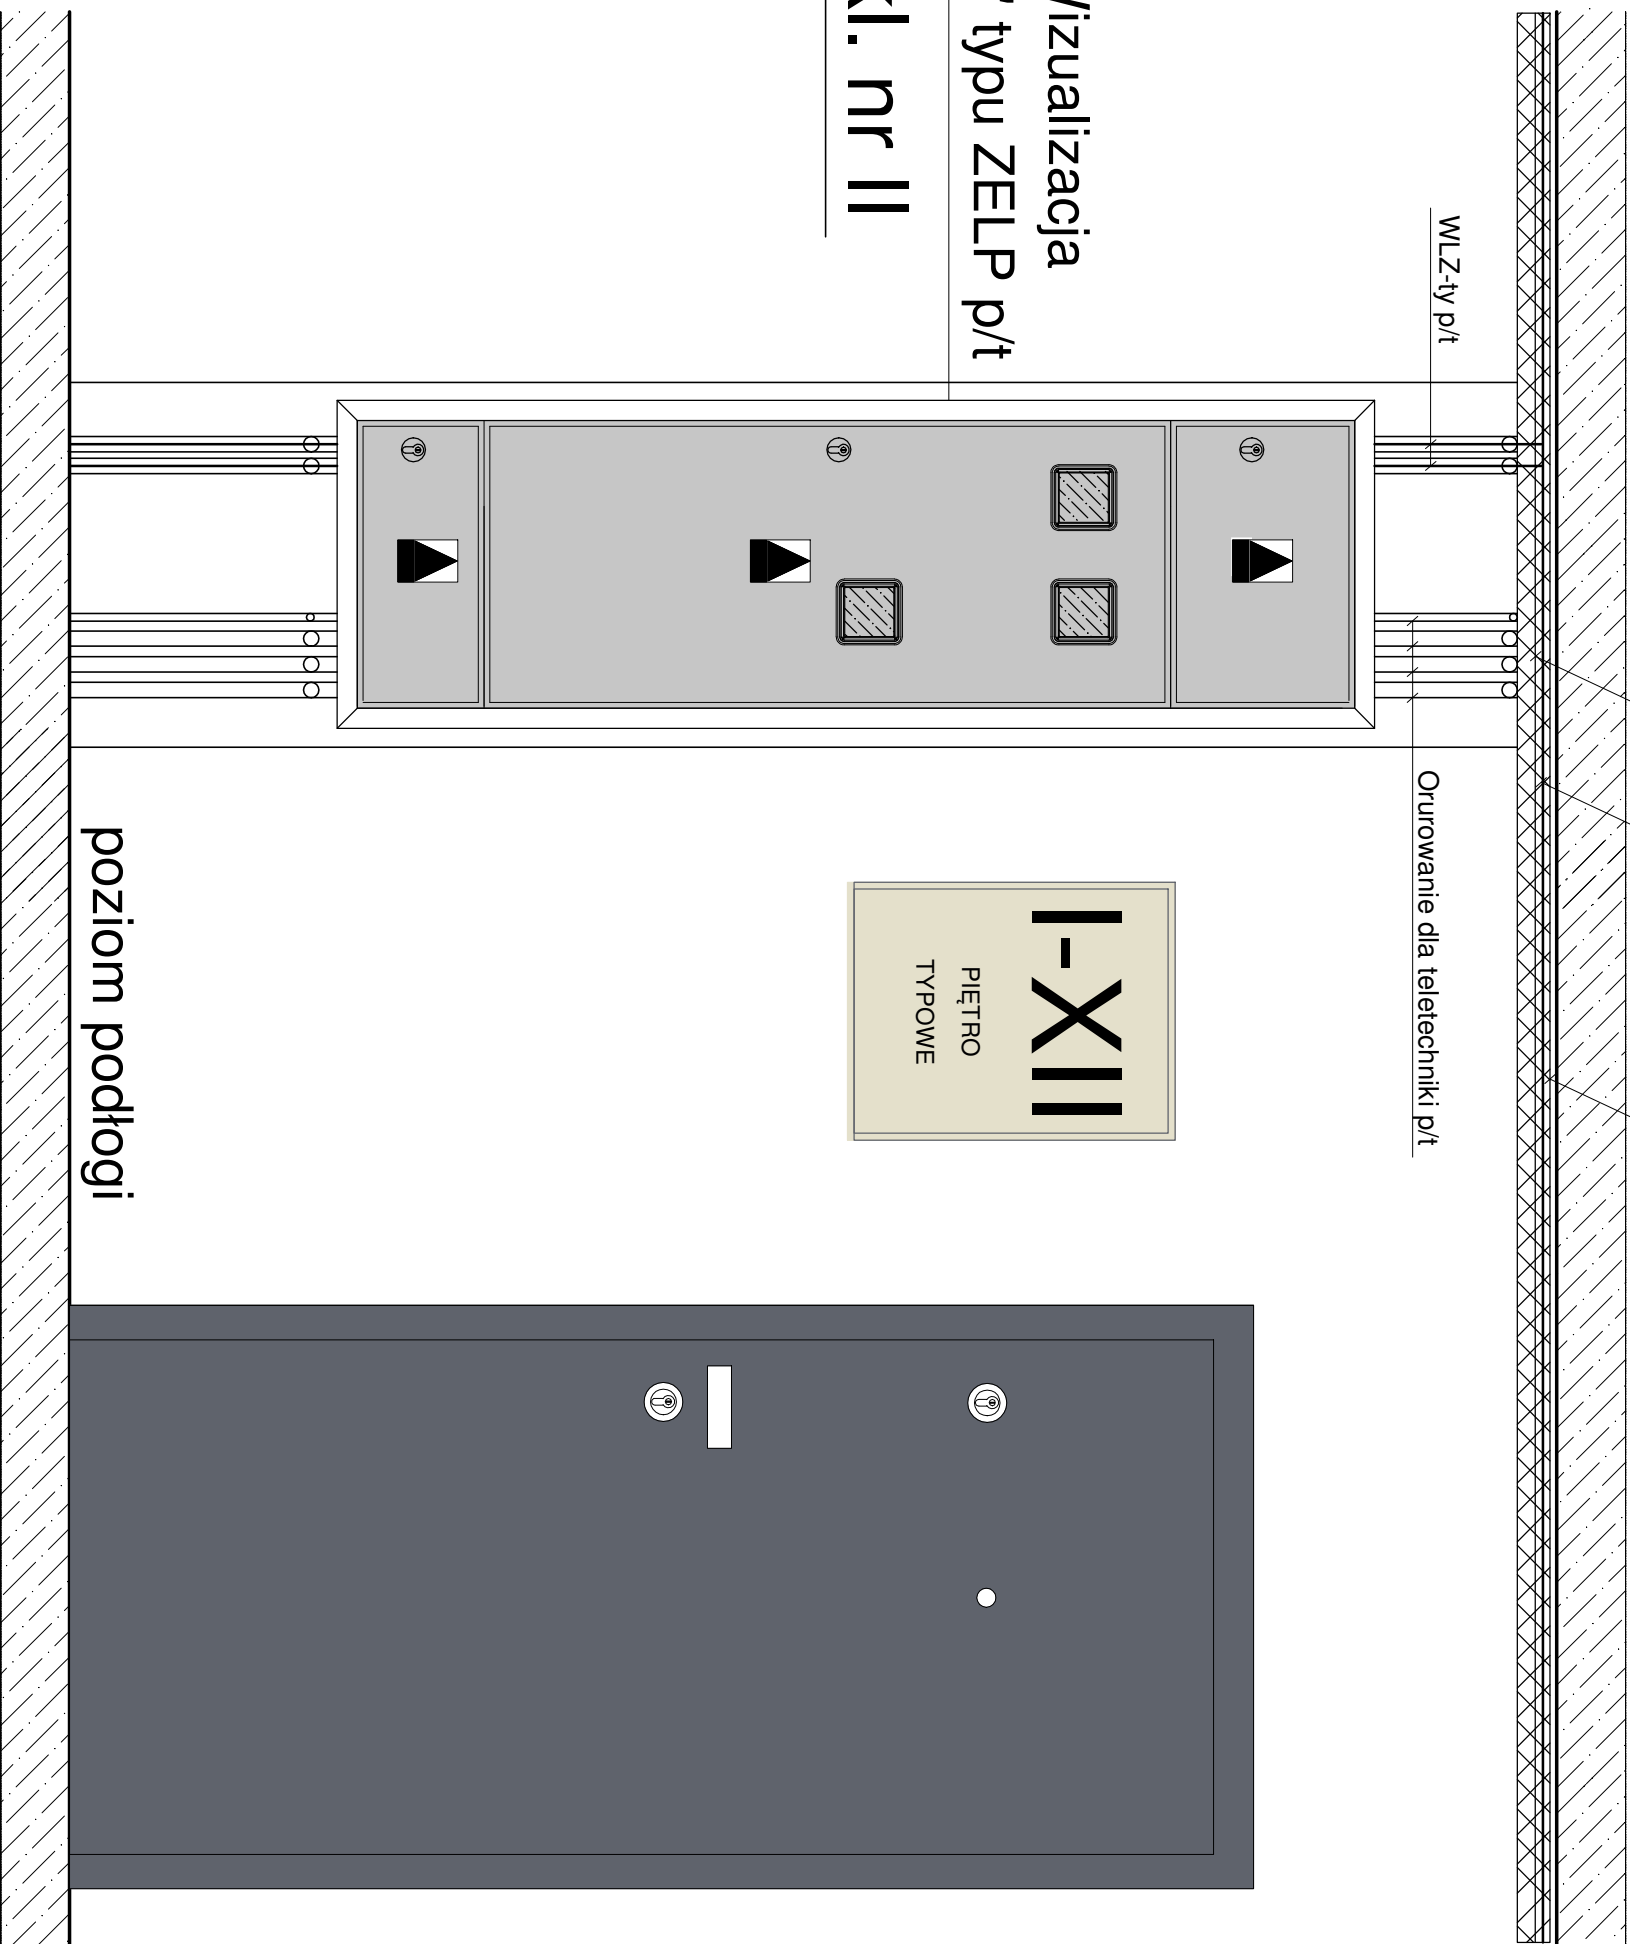 WLZ-ty p/t
Orurowanie dla teletechniki p/t
Wizualizacja
" typu ZELP p/t
kl. nr II
I-XII
PIĘTRO
TYPOWE
poziom podłogi